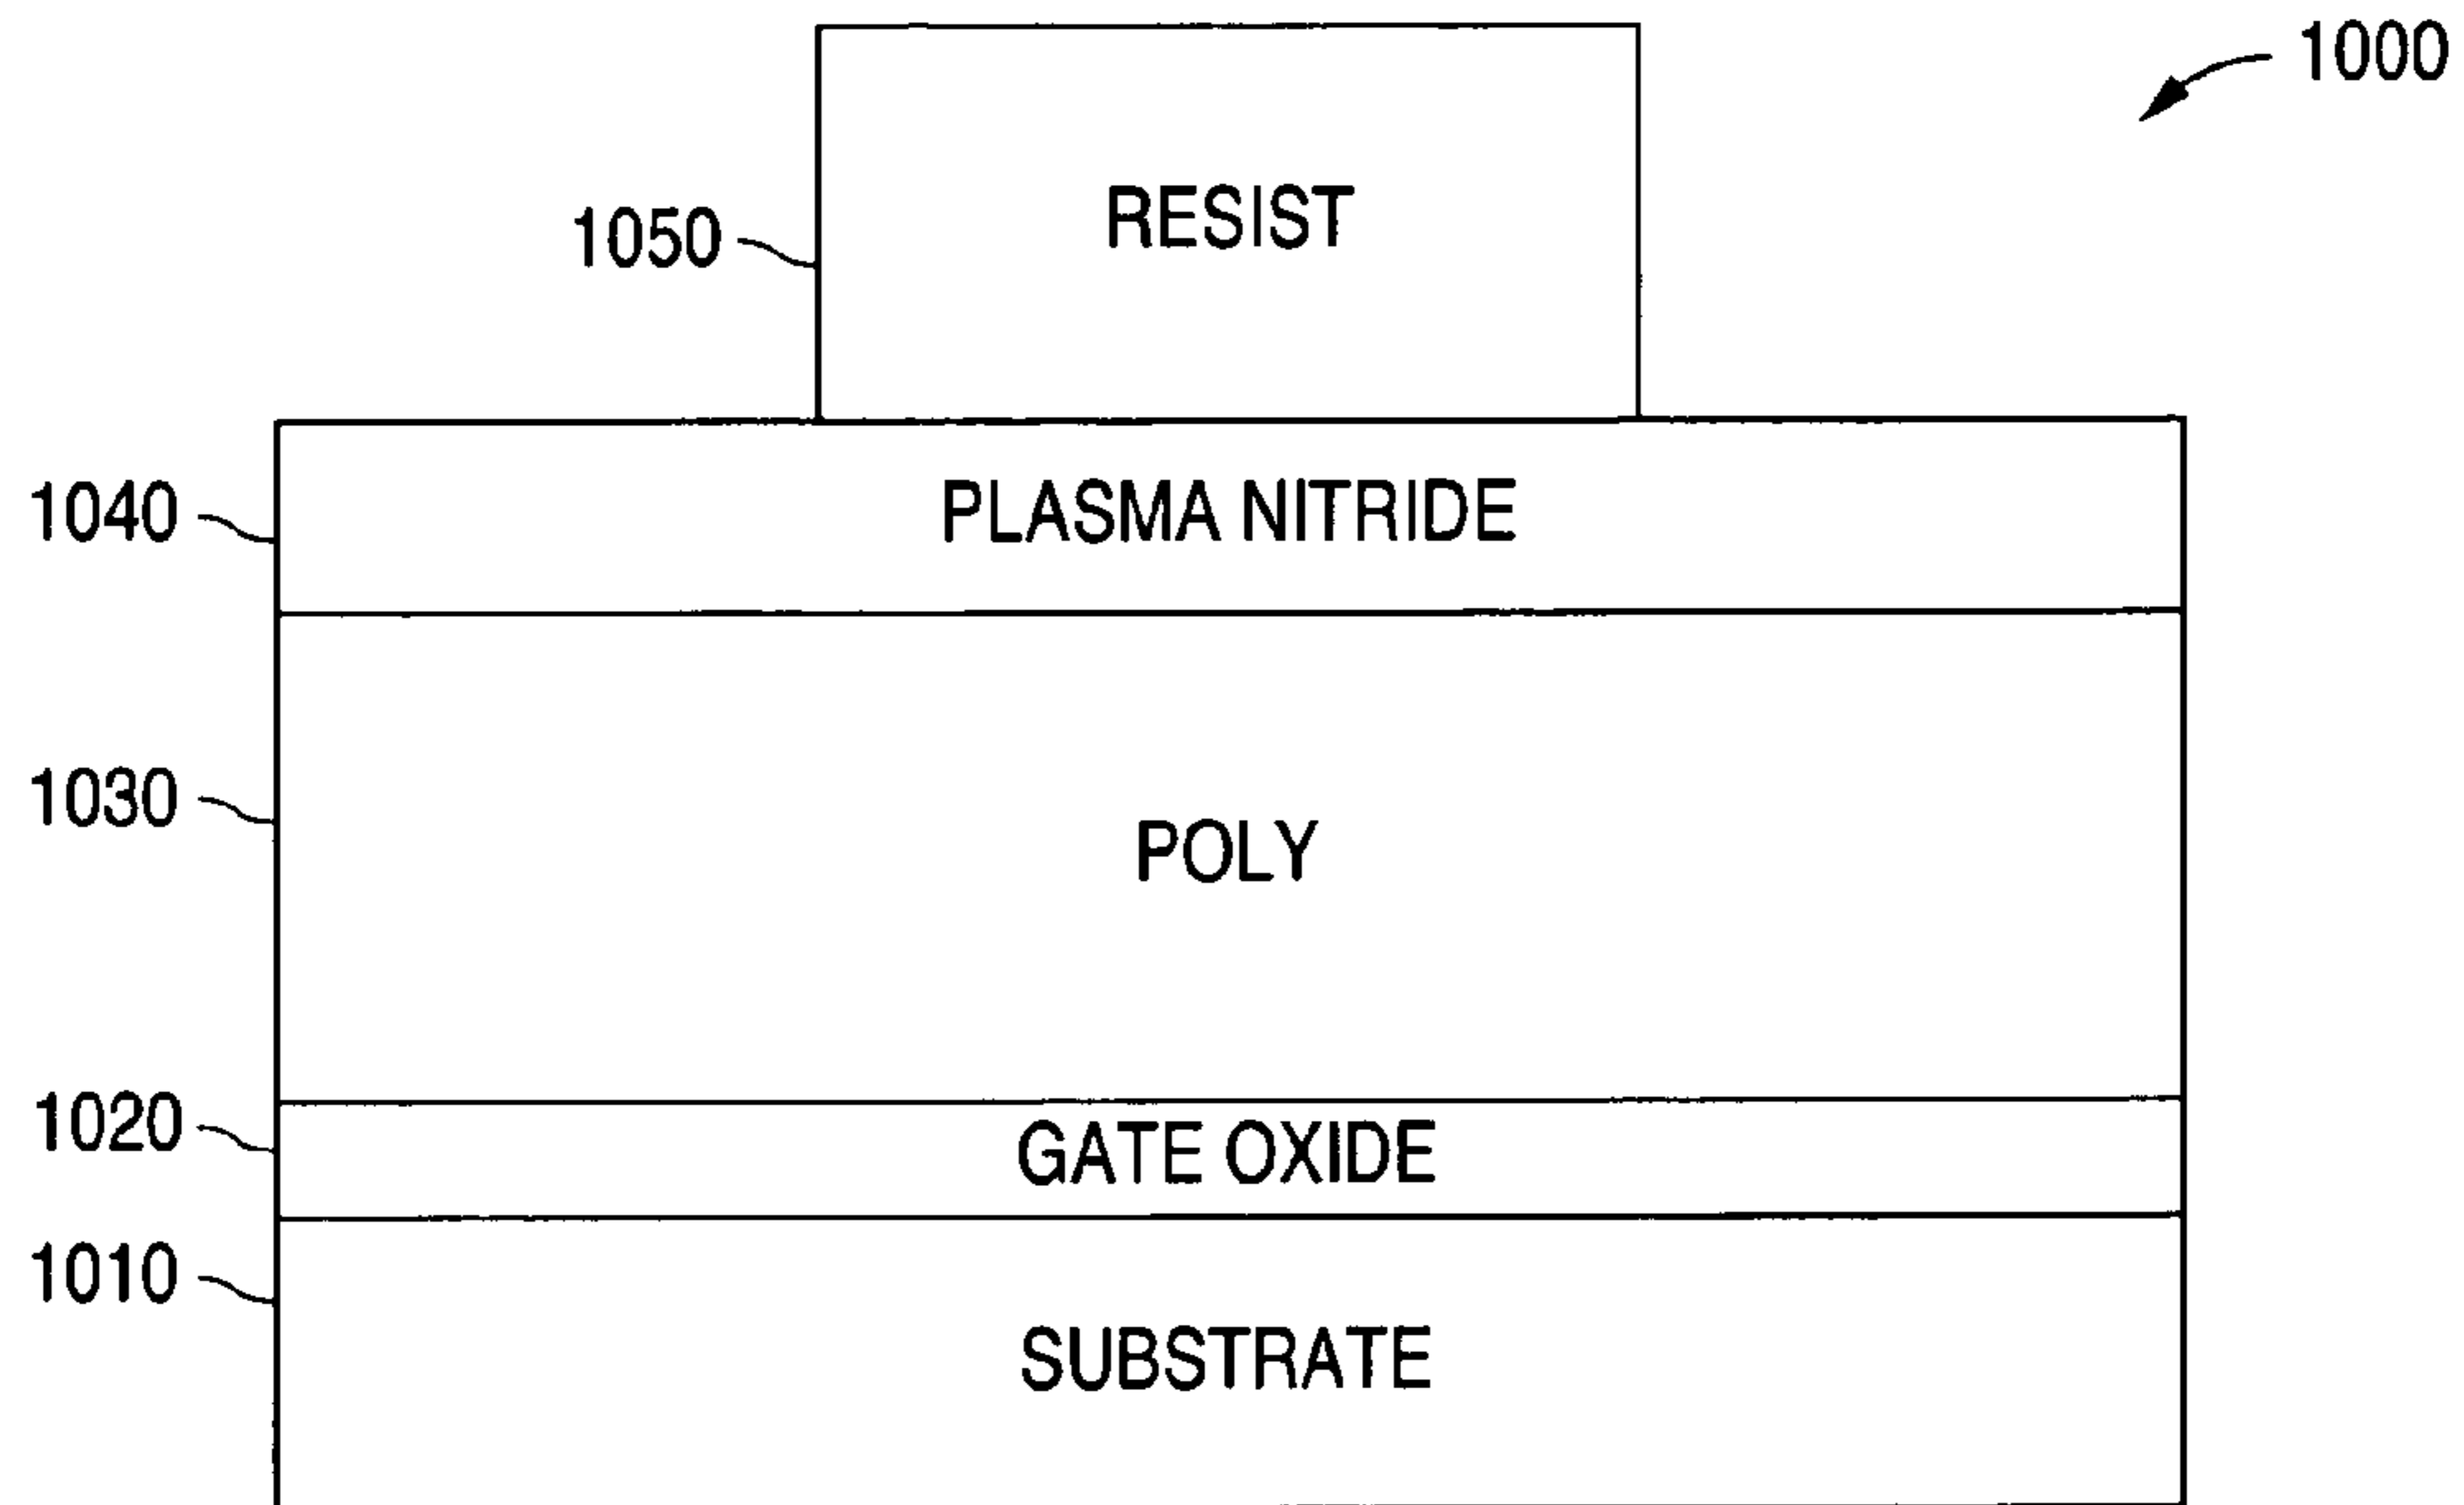 1000
RESIST
1050
PLASMA NITRIDE
1040
1030
POLY
1020
GATE OXIDE
1010
SUBSTRATE